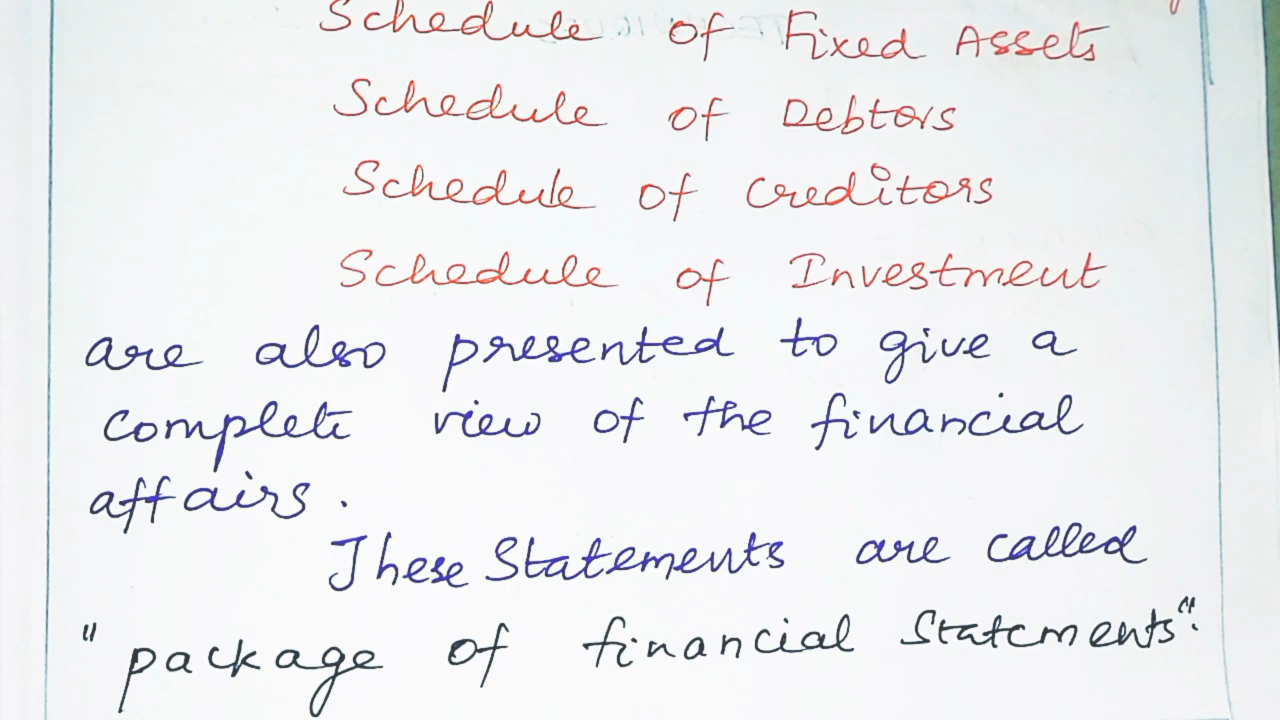 Schedule of Fixed Assets
Schedule of Debtors
Schedule of Creditors
Schedule of Investment
are also presented to give a
complete view of the financial
affairs.
These Statements are called
"package of financial Statements".